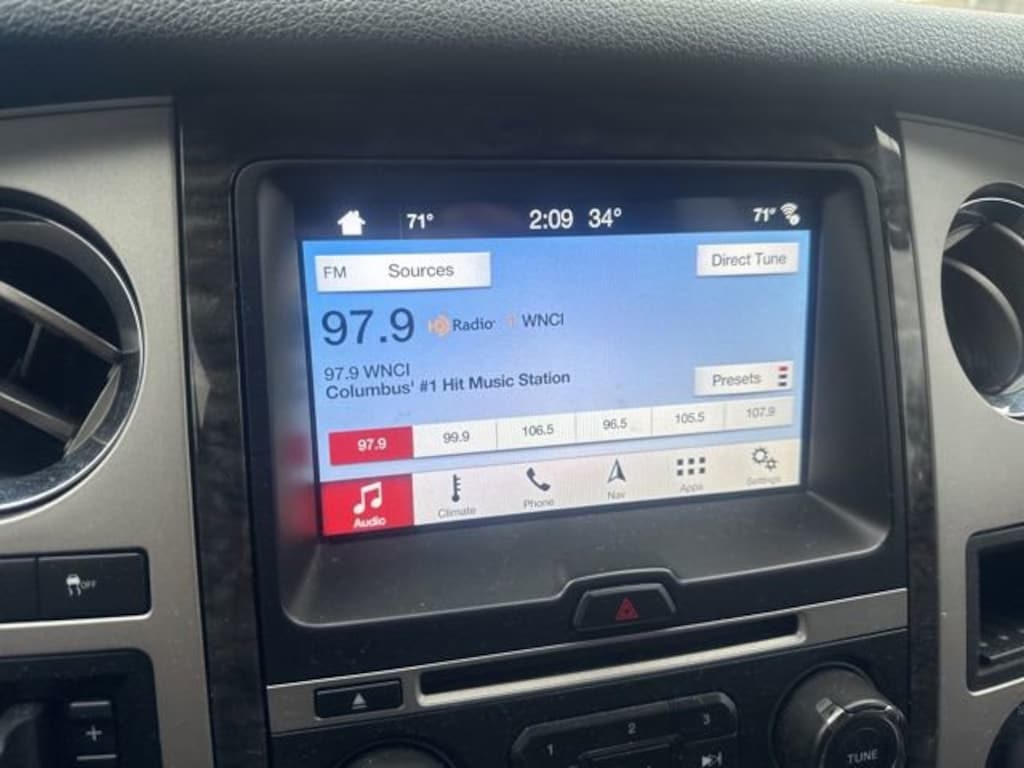 71° 2:09 34° 71°
FM Sources Direct Tune
97.9 HD Radio WNCI
97.9 WNCI
Columbus' #1 Hit Music Station
Presets
97.9 99.9 106.5 96.5 105.5 107.9
Audio Climate Phone Nav Apps Settings
OFF
+
1 2 3
TUNE